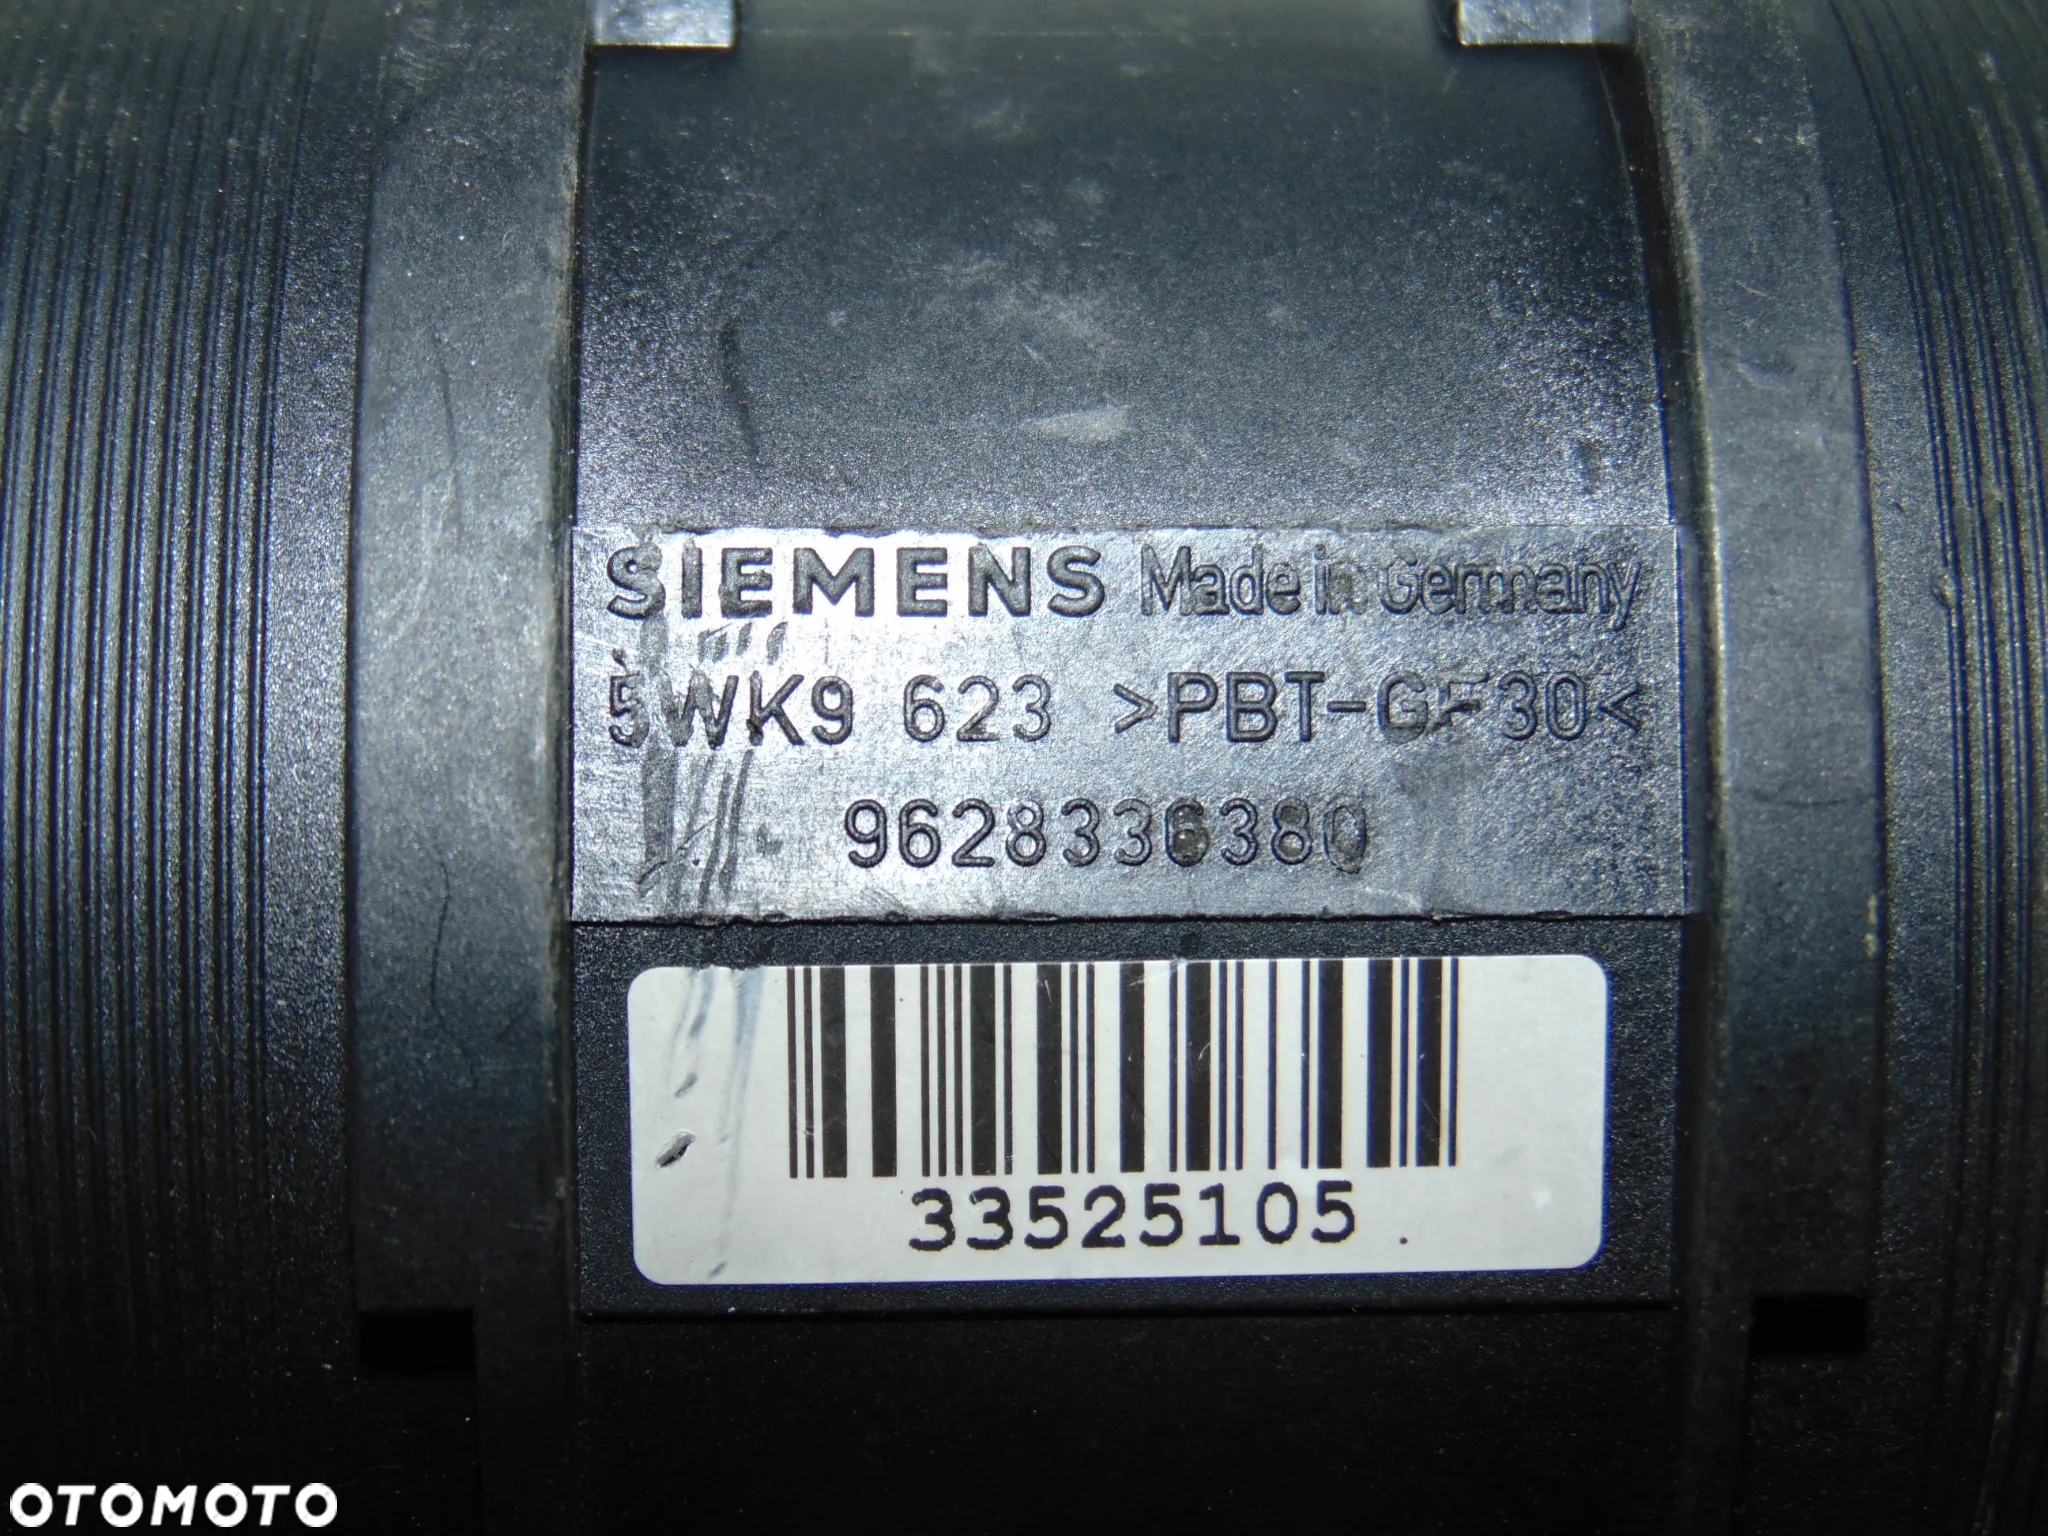 SIEMENS Made in Germany
5WK9 623 >PBT-GF30<
9628336380
33525105
OTOMOTO